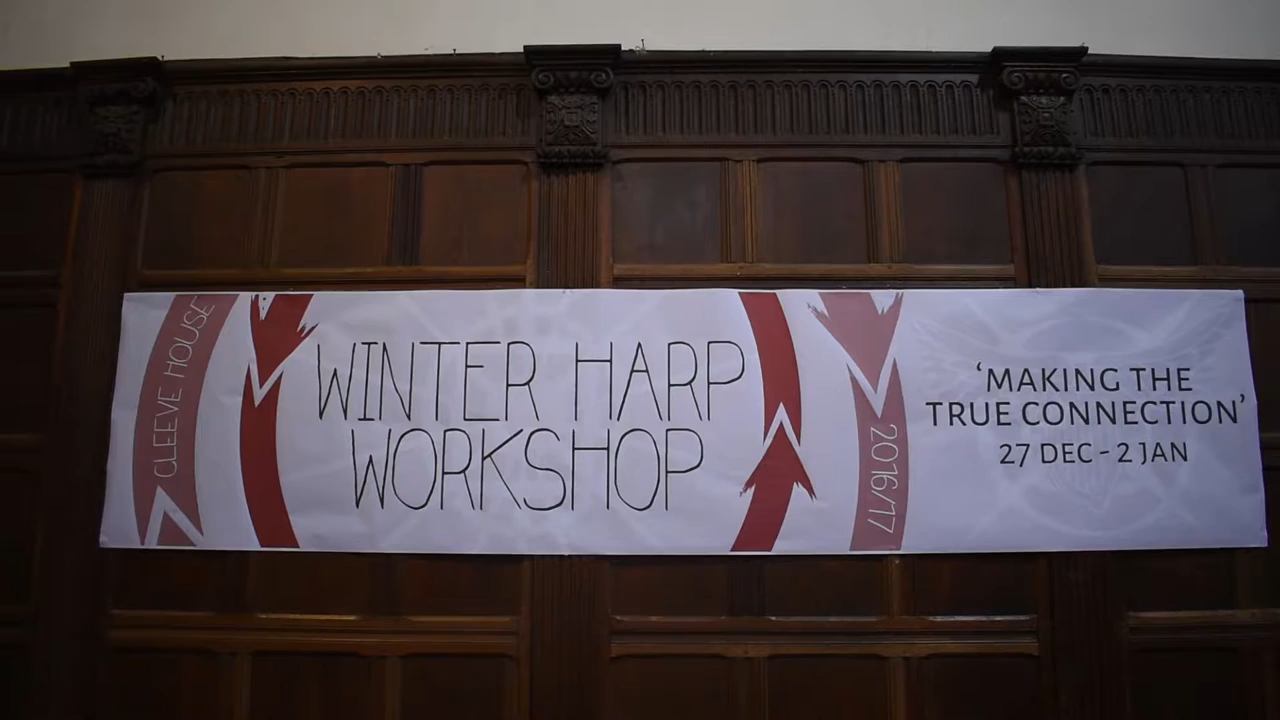 CLEEVE HOUSE
WINTER HARP
WORKSHOP
2016/17
‘MAKING THE
TRUE CONNECTION’
27 DEC - 2 JAN